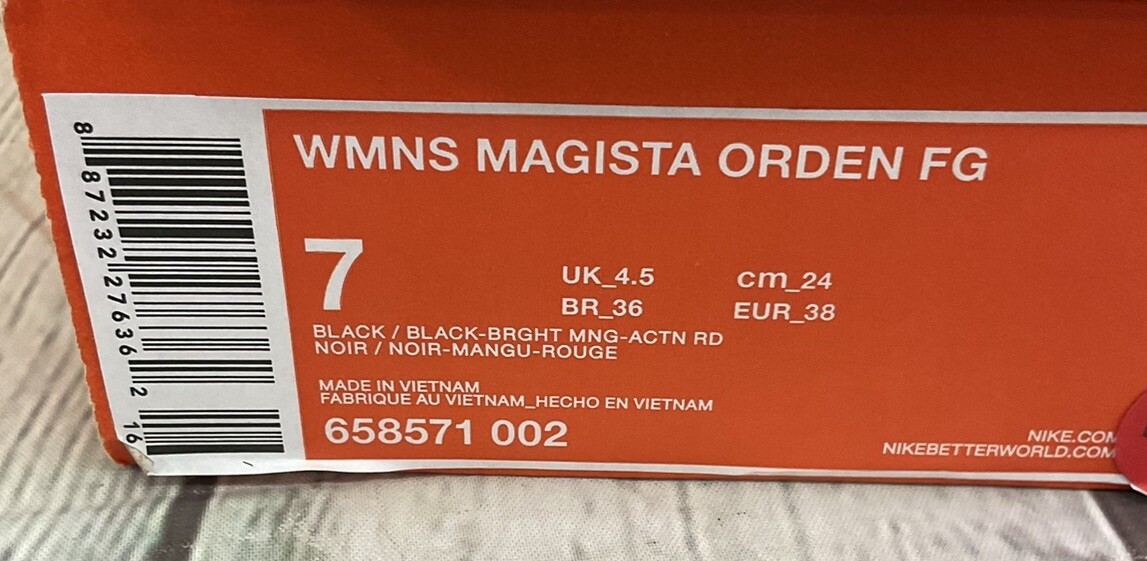 8 87232 27636 2 16
WMNS MAGISTA ORDEN FG
7
UK_4.5 cm_24
BR_36 EUR_38
BLACK / BLACK-BRGHT MNG-ACTN RD
NOIR / NOIR-MANGU-ROUGE
MADE IN VIETNAM
FABRIQUE AU VIETNAM_HECHO EN VIETNAM
658571 002
NIKE.COM
NIKEBETTERWORLD.COM